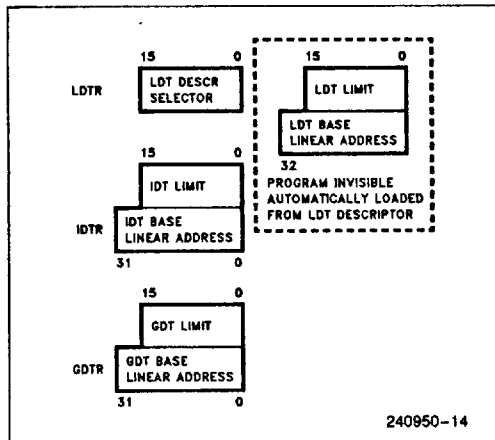 15 0
LDTR
LDT DESCR
SELECTOR
15 0
LDT LIMIT
LDT BASE
LINEAR ADDRESS
32
PROGRAM INVISIBLE
AUTOMATICALLY LOADED
FROM LDT DESCRIPTOR
15 0
IDT LIMIT
IDTR
IDT BASE
LINEAR ADDRESS
31 0
15 0
GDT LIMIT
GDTR
GDT BASE
LINEAR ADDRESS
31 0
240950-14